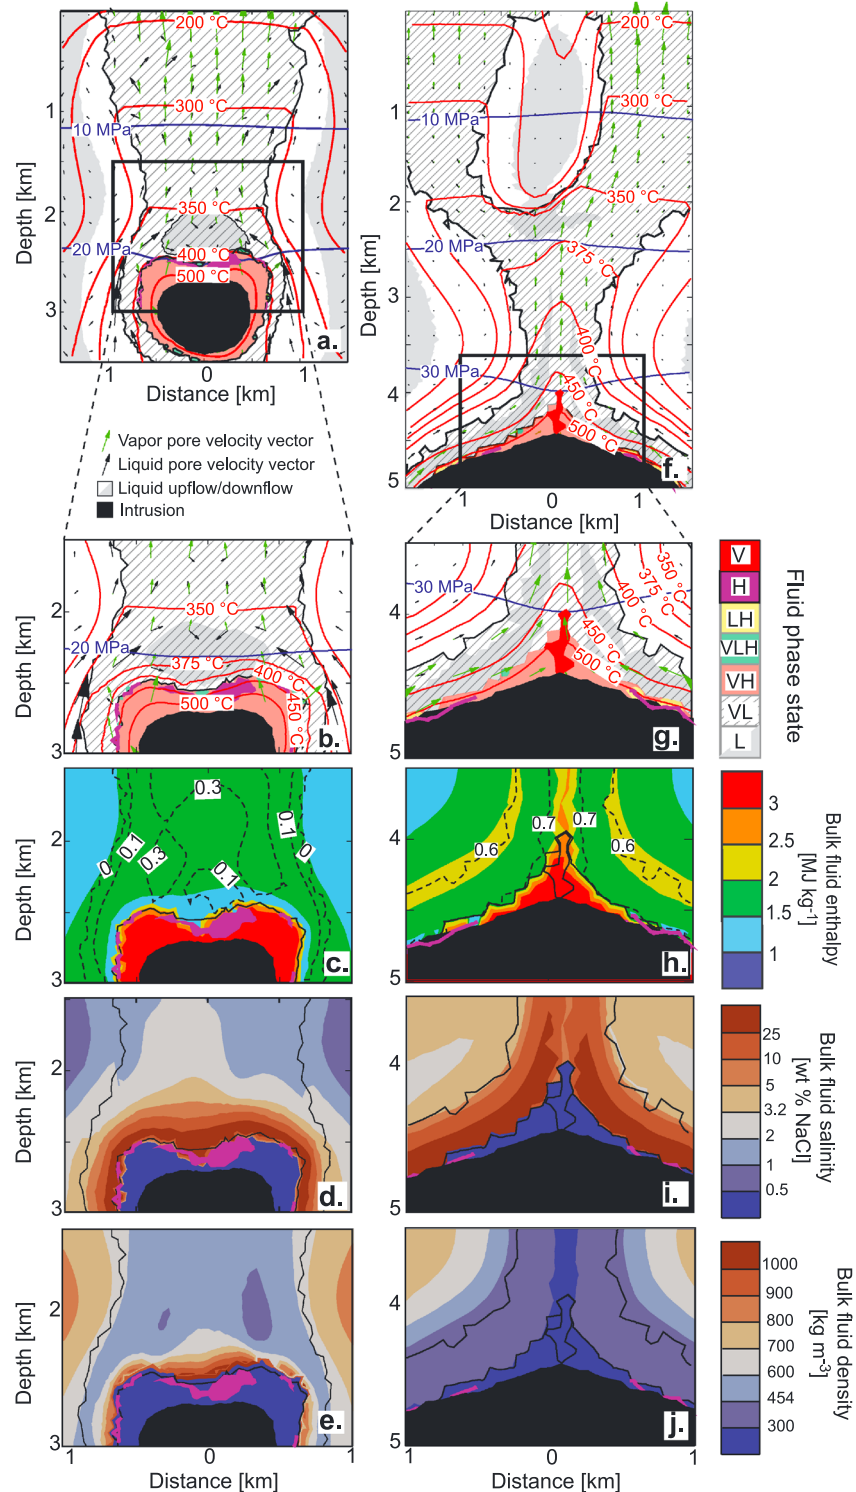 200 °C
300 °C
10 MPa
350 °C
20 MPa
400 °C
500 °C
a.
Depth [km]
1
2
3
1
0
1
Distance [km]
200 °C
300 °C
10 MPa
350 °C
20 MPa
375 °C
400 °C
30 MPa
450 °C
500 °C
f.
Depth [km]
1
2
3
4
5
1
0
1
Distance [km]
Vapor pore velocity vector
Liquid pore velocity vector
Liquid upflow/downflow
Intrusion
350 °C
20 MPa
375 °C
400 °C
450 °C
500 °C
b.
Depth [km]
2
3
350 °C
375 °C
400 °C
30 MPa
450 °C
500 °C
g.
Depth [km]
4
5
V
H
LH
VLH
VH
VL
L
Fluid phase state
0.3
0.1
0
0.1
0.3
0.1
0
c.
Depth [km]
2
3
0.7
0.7
0.6
0.6
h.
Depth [km]
4
5
3
2.5
2
1.5
1
Bulk fluid enthalpy
[MJ kg-1]
d.
Depth [km]
2
3
i.
Depth [km]
4
5
25
10
5
3.2
2
1
0.5
Bulk fluid salinity
[wt % NaCl]
e.
Depth [km]
2
3
1
0
1
Distance [km]
j.
Depth [km]
4
5
1
0
1
Distance [km]
1000
900
800
700
600
454
300
Bulk fluid density
[kg m-3]